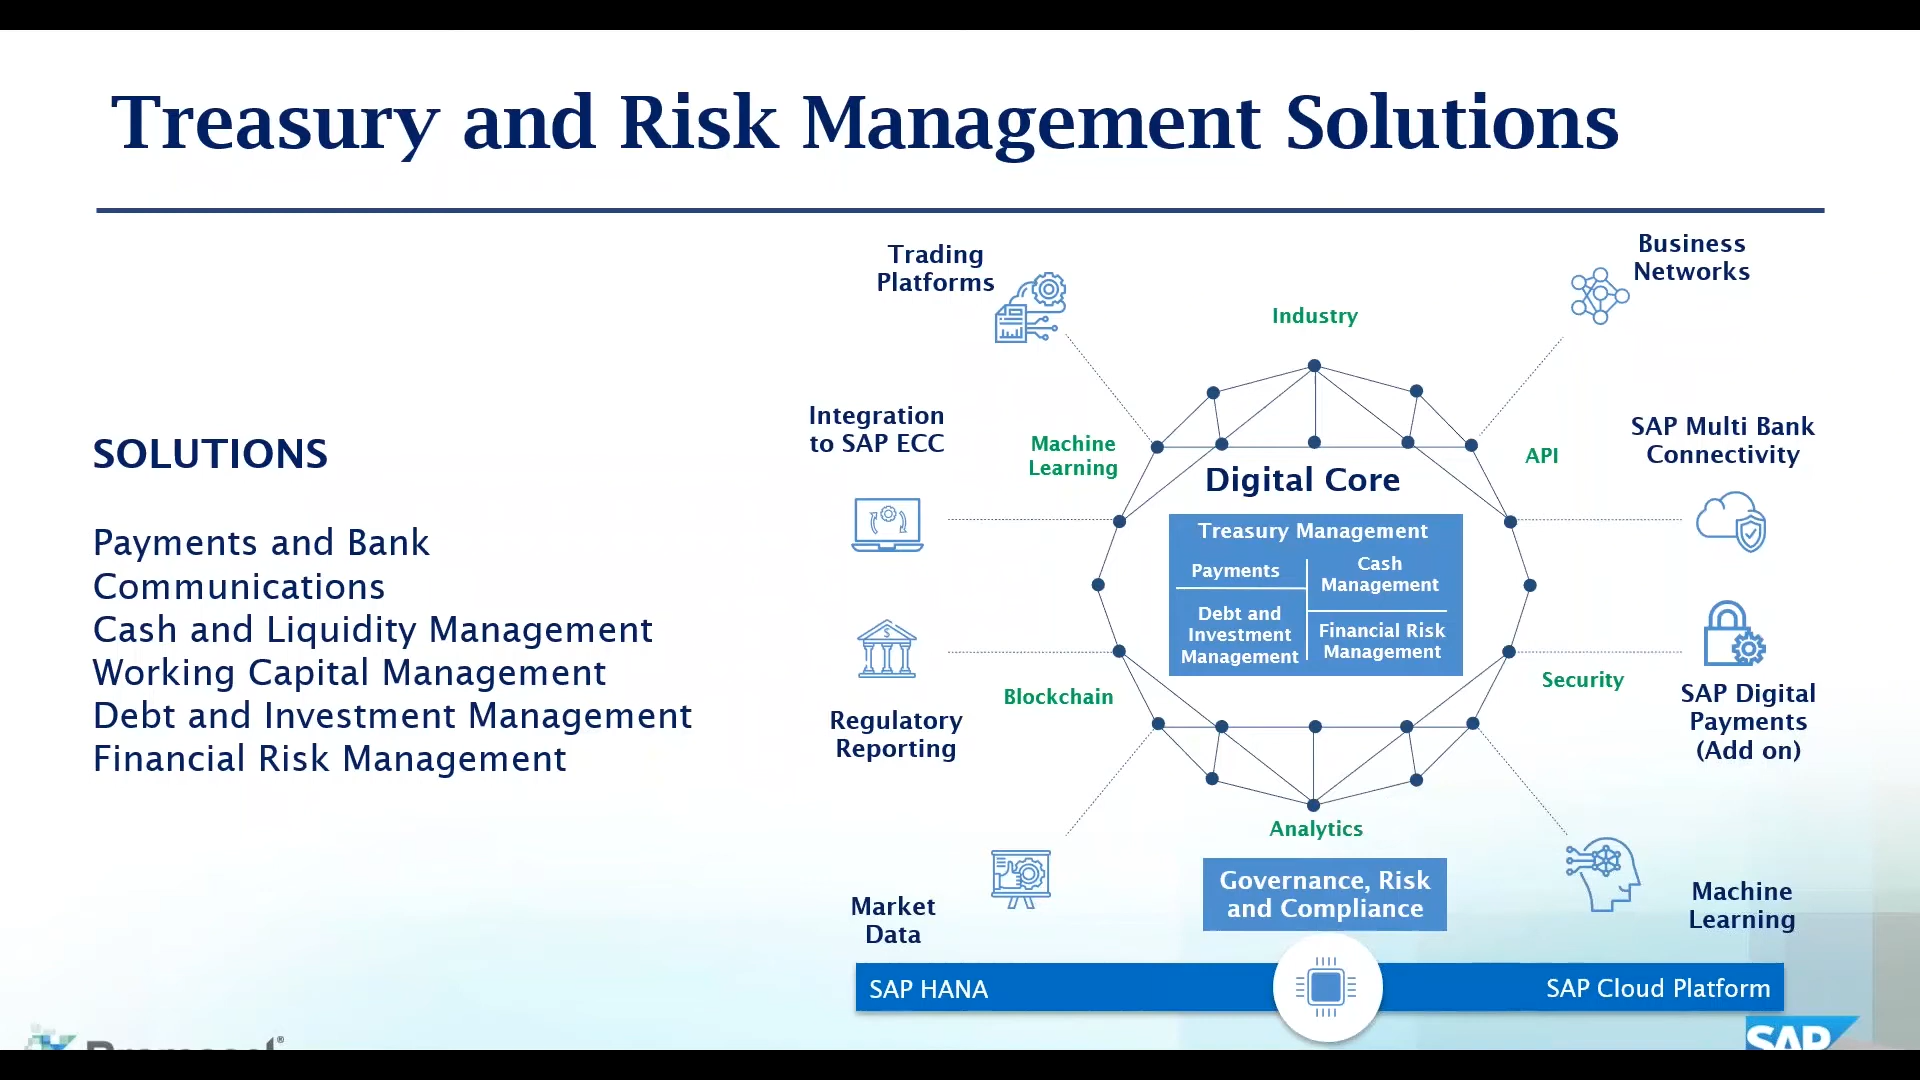 Treasury and Risk Management Solutions
SOLUTIONS
Payments and Bank
Communications
Cash and Liquidity Management
Working Capital Management
Debt and Investment Management
Financial Risk Management
Trading
Platforms
Business
Networks
Industry
Integration
to SAP ECC
Machine
Learning
API
SAP Multi Bank
Connectivity
Digital Core
Treasury Management
Payments
Cash
Management
Debt and
Investment
Management
Financial Risk
Management
Regulatory
Reporting
Blockchain
Security
SAP Digital
Payments
(Add on)
Analytics
Governance, Risk
and Compliance
Market
Data
Machine
Learning
SAP HANA
SAP Cloud Platform
SAP